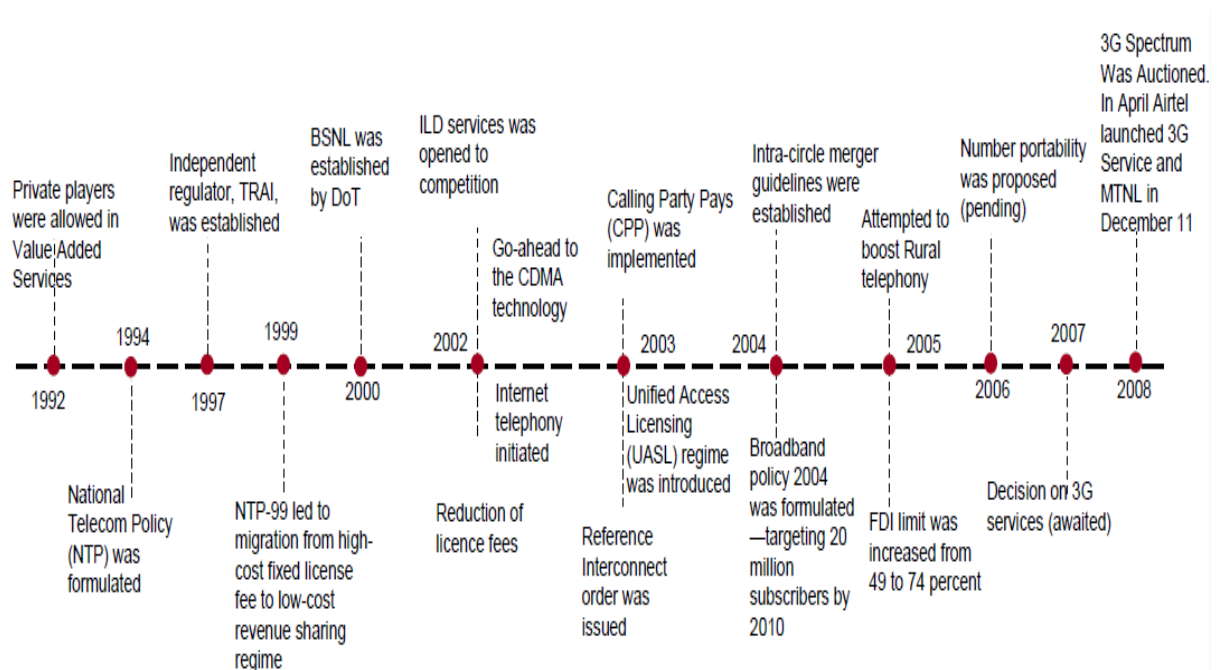 Private players
were allowed in
Value Added
Services
1992
1994
National
Telecom Policy
(NTP) was
formulated
Independent
regulator, TRAI,
was established
1997
1999
NTP-99 led to
migration from high-
cost fixed license
fee to low-cost
revenue sharing
regime
BSNL was
established
by DoT
2000
ILD services was
opened to
competition
Go-ahead to
the CDMA
technology
2002
Internet
telephony
initiated
Reduction of
licence fees
Calling Party Pays
(CPP) was
implemented
2003
Unified Access
Licensing
(UASL) regime
was introduced
Reference
Interconnect
order was
issued
Intra-circle merger
guidelines were
established
2004
Broadband
policy 2004
was formulated
—targeting 20
million
subscribers by
2010
Attempted to
boost Rural
telephony
2005
FDI limit was
increased from
49 to 74 percent
Number portability
was proposed
(pending)
2006
2007
Decision on 3G
services (awaited)
3G Spectrum
Was Auctioned.
In April Airtel
launched 3G
Service and
MTNL in
December 11
2008